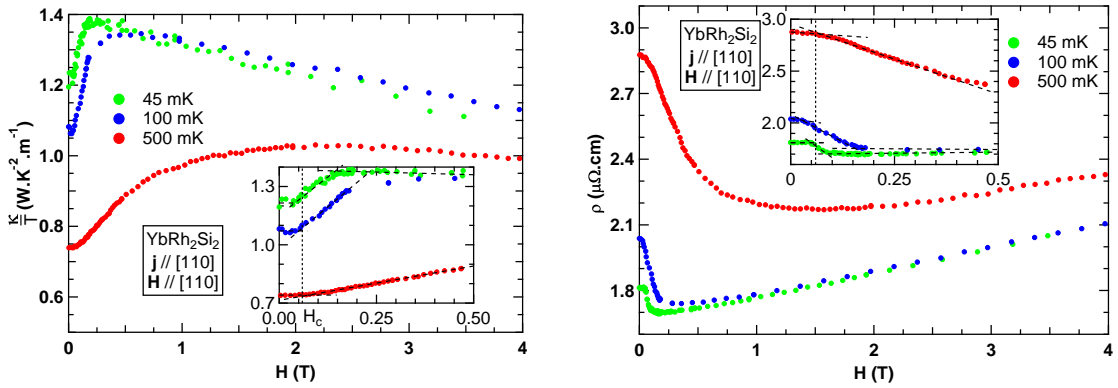 κ/T (W.K⁻².m⁻¹)
1.4
1.2
1.0
0.8
0.6
0.4
45 mK
100 mK
500 mK
YbRh₂Si₂
j // [110]
H // [110]
1.3
1.0
0.7
0.00
H_c
0.25
0.50
0
1
2
3
4
H (T)
ρ (μΩ.cm)
3.0
2.7
2.4
2.1
1.8
YbRh₂Si₂
j // [110]
H // [110]
3.0
2.5
2.0
0
0.25
0.5
45 mK
100 mK
500 mK
0
1
2
3
4
H (T)